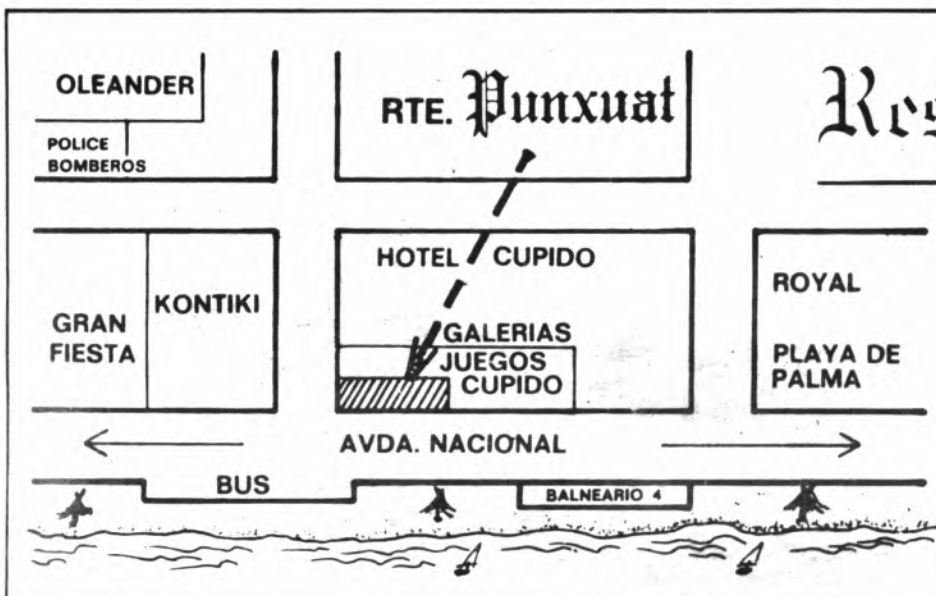 OLEANDER
POLICE
BOMBEROS
RTE. Punxuat
Res
GRAN
FIESTA
KONTIKI
HOTEL CUPIDO
GALERIAS
JUEGOS
CUPIDO
ROYAL
PLAYA DE
PALMA
AVDA. NACIONAL
BUS
BALNEARIO 4